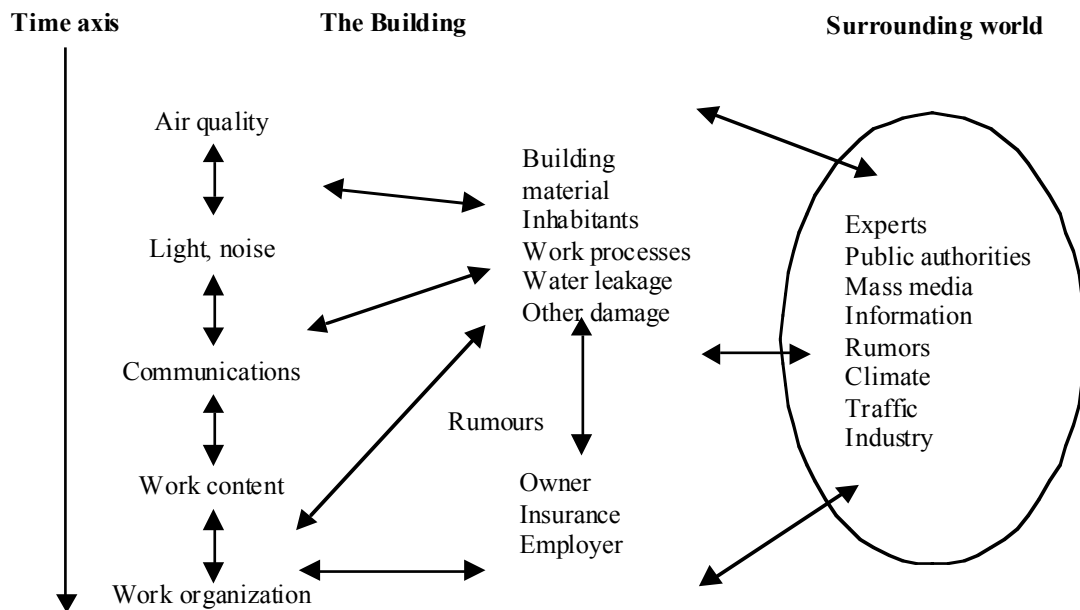 Time axis
The Building
Surrounding world
Air quality
Light, noise
Communications
Work content
Work organization
Building
material
Inhabitants
Work processes
Water leakage
Other damage
Rumours
Owner
Insurance
Employer
Experts
Public authorities
Mass media
Information
Rumors
Climate
Traffic
Industry